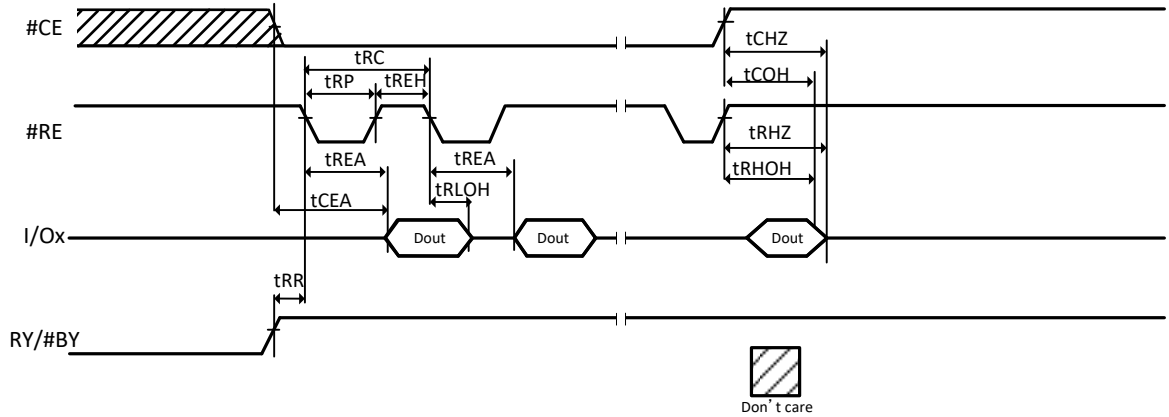 #CE
tCHZ
tRC
tCOH
tRP
tREH
#RE
tRHZ
tREA
tREA
tRHOH
tRLOH
tCEA
I/Ox
Dout
Dout
Dout
tRR
RY/#BY
Don't care